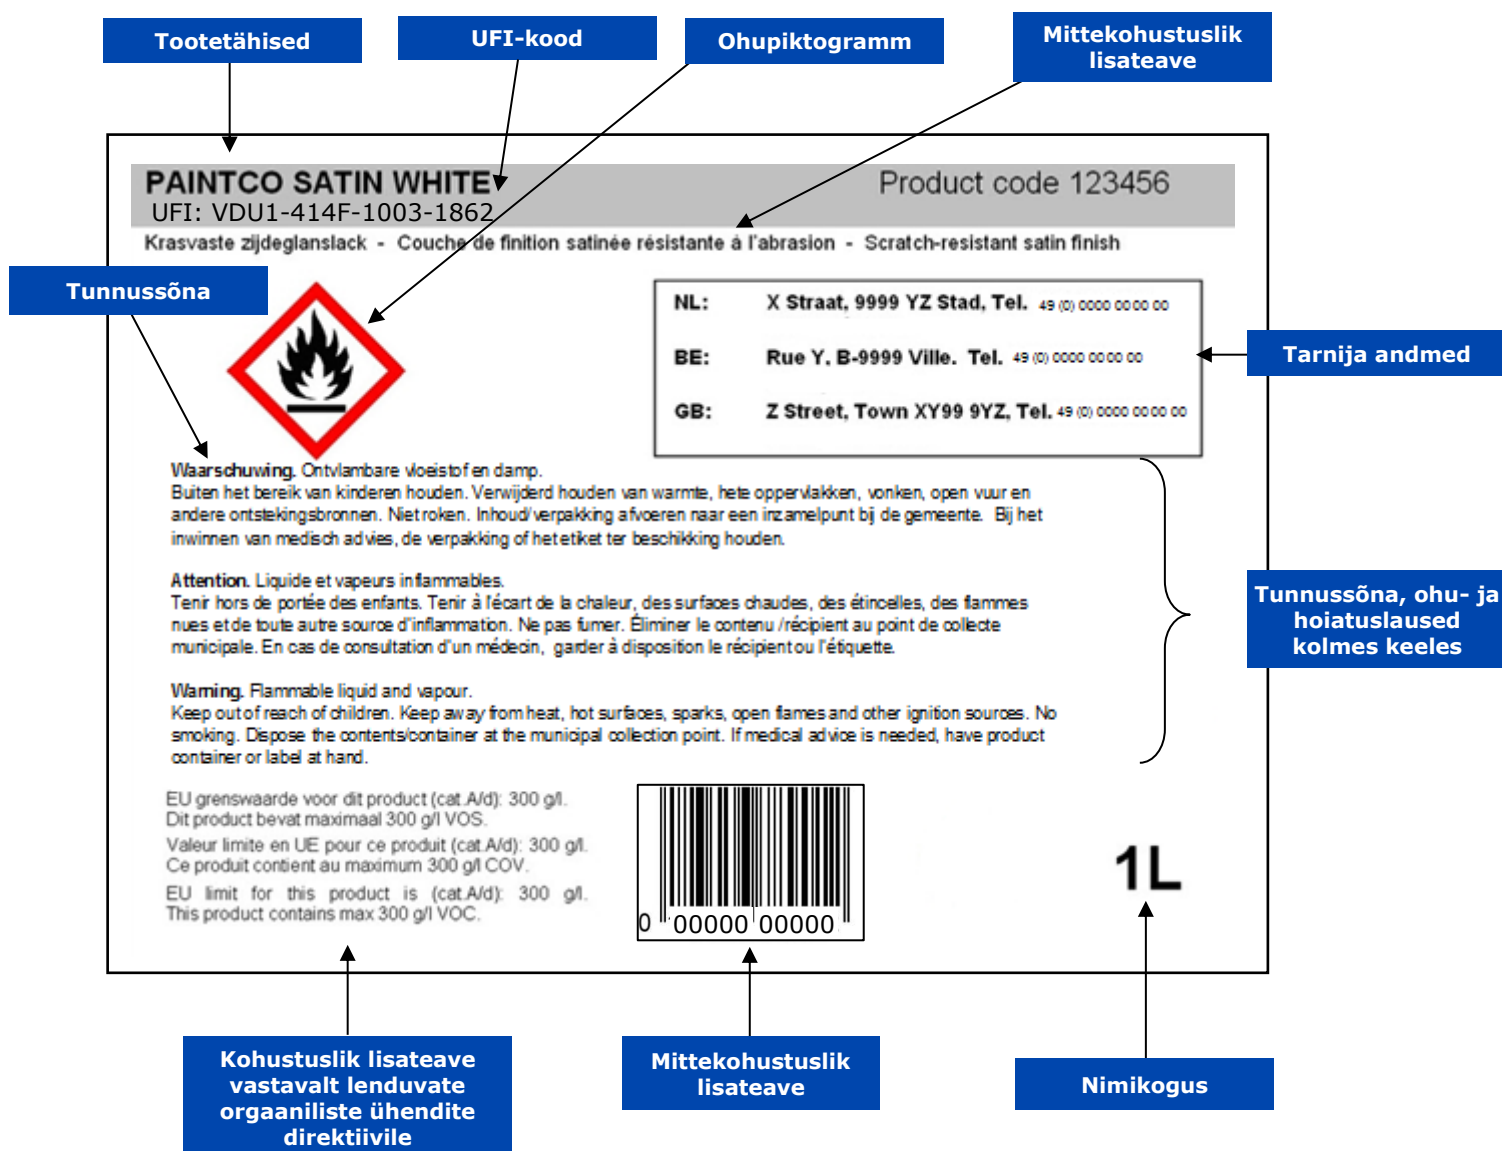 Tootetähised
UFI-kood
Ohupiktogramm
Mittekohustuslik
lisateave
PAINTCO SATIN WHITE
Product code 123456
UFI: VDU1-414F-1003-1862
Krasvaste zijdeglanslack - Couche de finition satinée résistante à l'abrasion - Scratch-resistant satin finish
Tunnussõna
NL: X Straat, 9999 YZ Stad, Tel. 49 (0) 0000 00 00 00
BE: Rue Y, B-9999 Ville. Tel. 49 (0) 0000 00 00 00
GB: Z Street, Town XY99 9YZ, Tel. 49 (0) 0000 00 00 00
Tarnija andmed
Waarschuwing. Ontvlambare vloeistof en damp.
Buiten het bereik van kinderen houden. Verwijderd houden van warmte, hete oppervlakken, vonken, open vuur en
andere ontstekingsbronnen. Niet roken. Inhoud/verpakking afvoeren naar een inzamelpunt bij de gemeente. Bij het
inwinnen van medisch advies, de verpakking of het etiket ter beschikking houden.
Attention. Liquide et vapeurs inflammables.
Tenir hors de portée des enfants. Tenir à l'écart de la chaleur, des surfaces chaudes, des étincelles, des flammes
nues et de toute autre source d'inflammation. Ne pas fumer. Éliminer le contenu /récipient au point de collecte
municipale. En cas de consultation d'un médecin, garder à disposition le récipient ou l'étiquette.
Warning. Flammable liquid and vapour.
Keep out of reach of children. Keep away from heat, hot surfaces, sparks, open flames and other ignition sources. No
smoking. Dispose the contents/container at the municipal collection point. If medical advice is needed, have product
container or label at hand.
Tunnussõna, ohu- ja
hoiatuslaused
kolmes keeles
EU grenswaarde voor dit product (cat.A/d): 300 g/l.
Dit product bevat maximaal 300 g/l VOS.
Valeur limite en UE pour ce produit (cat.A/d): 300 g/l.
Ce produit contient au maximum 300 g/l COV.
EU limit for this product is (cat.A/d): 300 g/l.
This product contains max 300 g/l VOC.
0 00000 00000
1L
Kohustuslik lisateave
vastavalt lenduvate
orgaaniliste ühendite
direktiivile
Mittekohustuslik
lisateave
Nimikogus